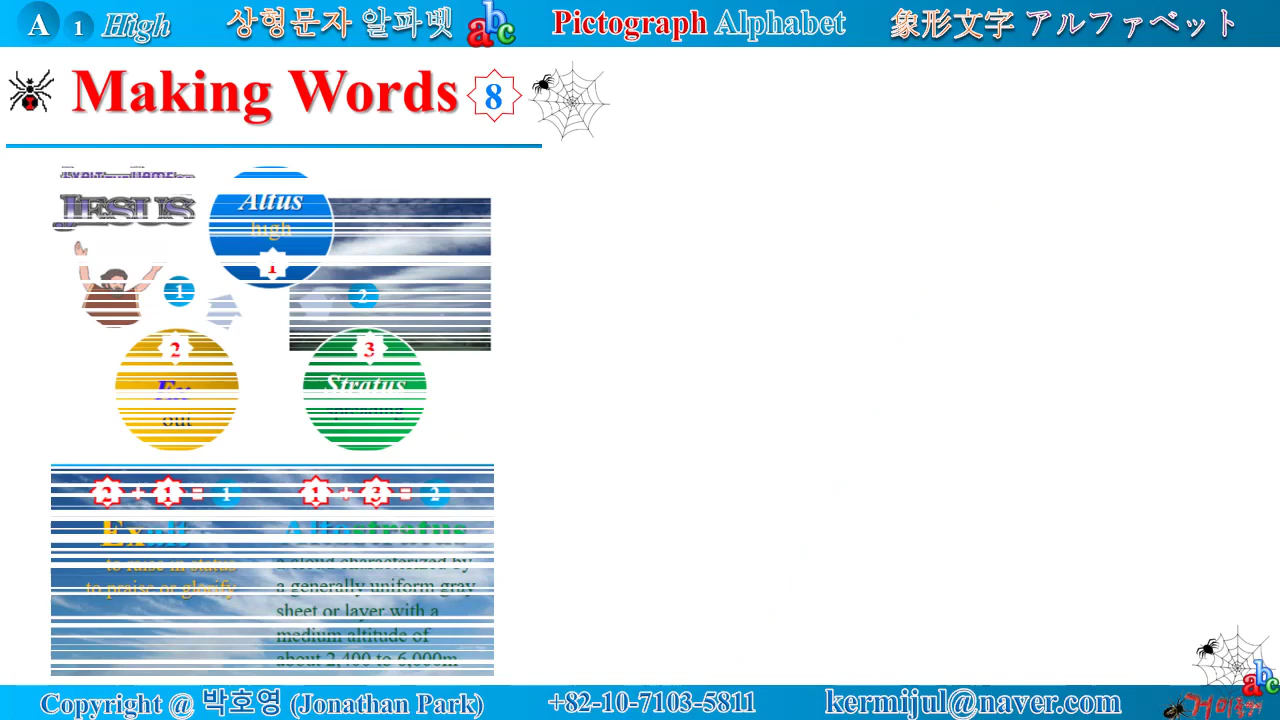 A 1 High 상형문자 알파벳 abc Pictograph Alphabet 象形文字 アルファベット
Making Words 8
JESUS
Altus
high
1
1
2
2
3
Ex
out
Stratus
spreading
2 + 1 = 1
1 + 3 = 2
Exalt
to raise in status
to praise or glorify
Altostratus
a cloud characterized by
a generally uniform gray
sheet or layer with a
medium altitude of
about 2,400 to 6,000m
abc
Copyright @ 박호영 (Jonathan Park) +82-10-7103-5811 kermijul@naver.com